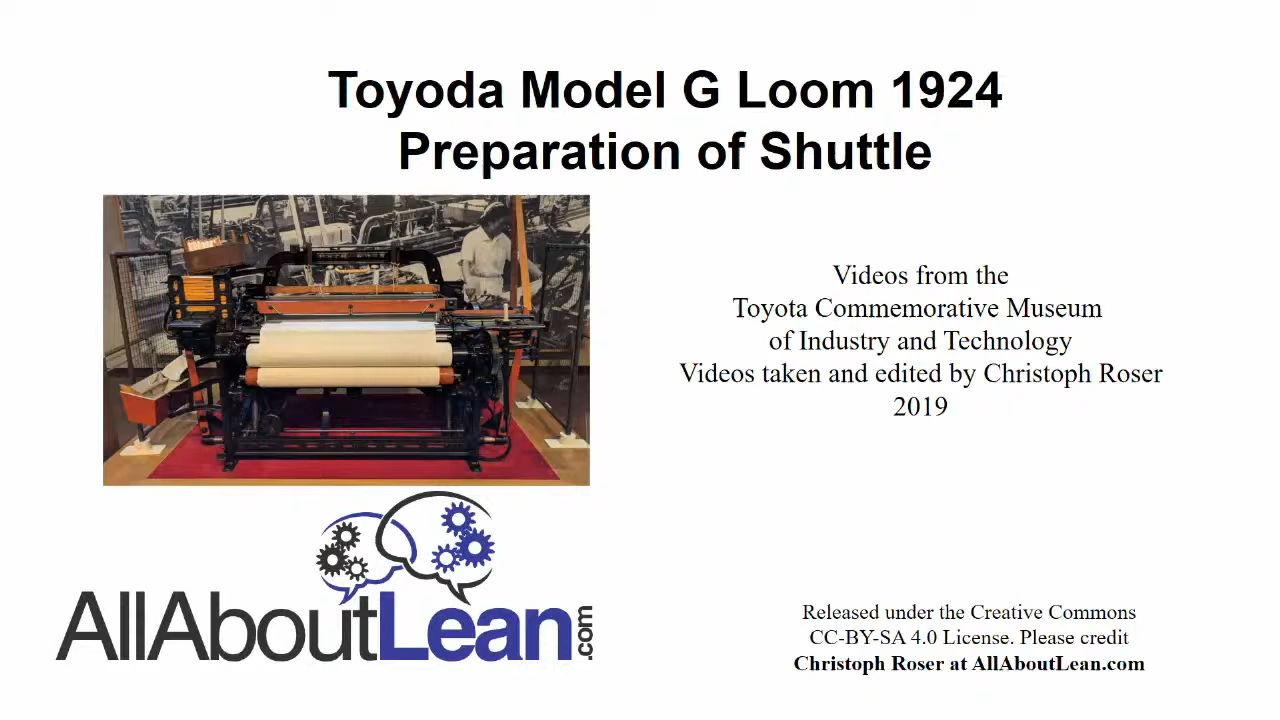 Toyoda Model G Loom 1924
Preparation of Shuttle
Videos from the
Toyota Commemorative Museum
of Industry and Technology
Videos taken and edited by Christoph Roser
2019
AllAboutLean.com
Released under the Creative Commons
CC-BY-SA 4.0 License. Please credit
Christoph Roser at AllAboutLean.com